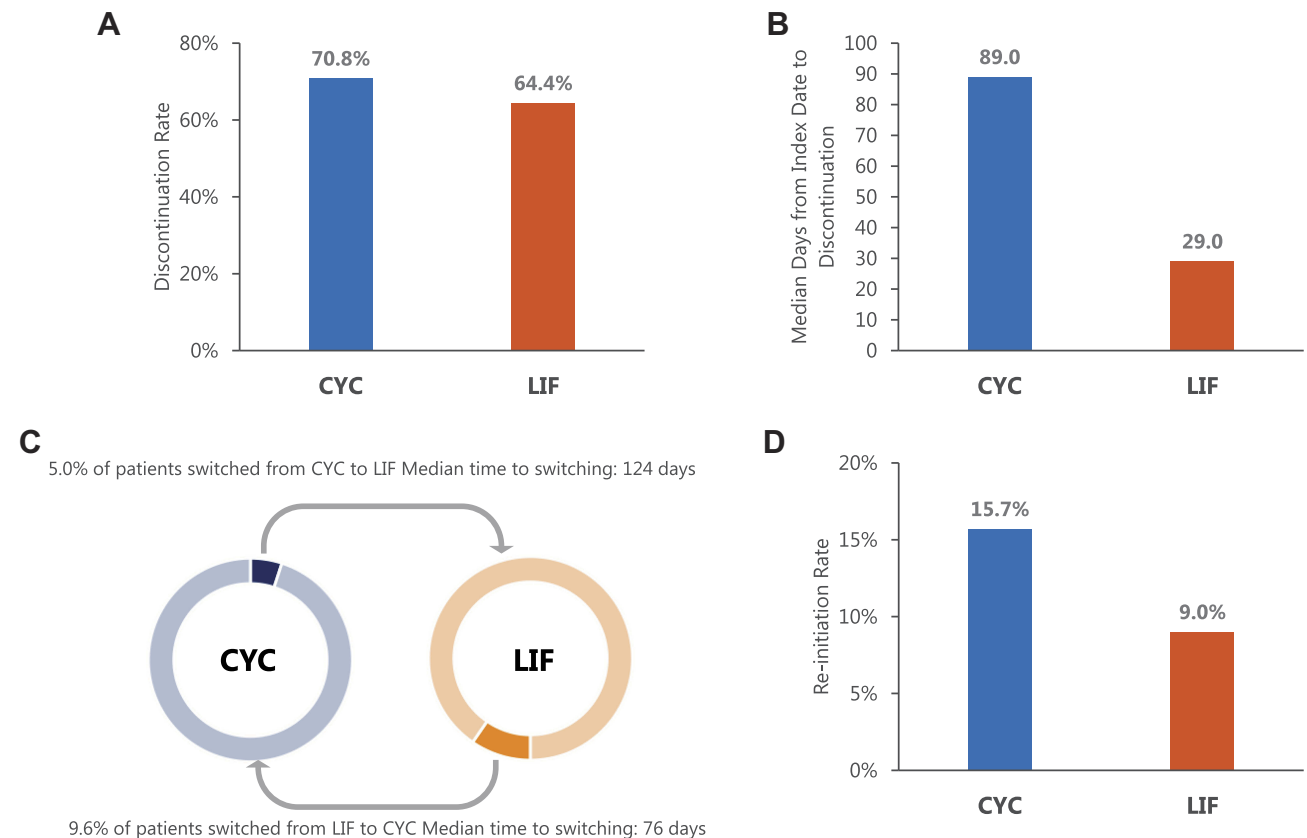 A
Discontinuation Rate
80%
60%
40%
20%
0%
70.8%
64.4%
CYC
LIF
B
Median Days from Index Date to
Discontinuation
100
90
80
70
60
50
40
30
20
10
0
89.0
29.0
CYC
LIF
C
5.0% of patients switched from CYC to LIF Median time to switching: 124 days
CYC
LIF
9.6% of patients switched from LIF to CYC Median time to switching: 76 days
D
Re-initiation Rate
20%
15%
10%
5%
0%
15.7%
9.0%
CYC
LIF